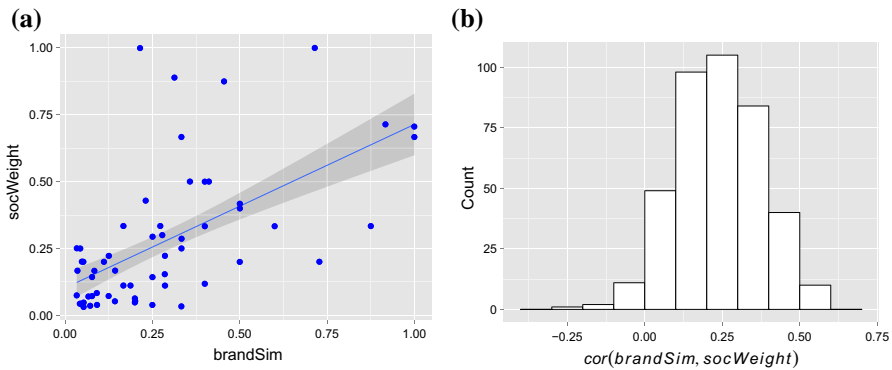 (a)
1.00
0.75
0.50
0.25
0.00
socWeight
0.00 0.25 0.50 0.75 1.00
brandSim
(b)
100
75
50
25
0
Count
−0.25 0.00 0.25 0.50 0.75
cor(brandSim, socWeight)